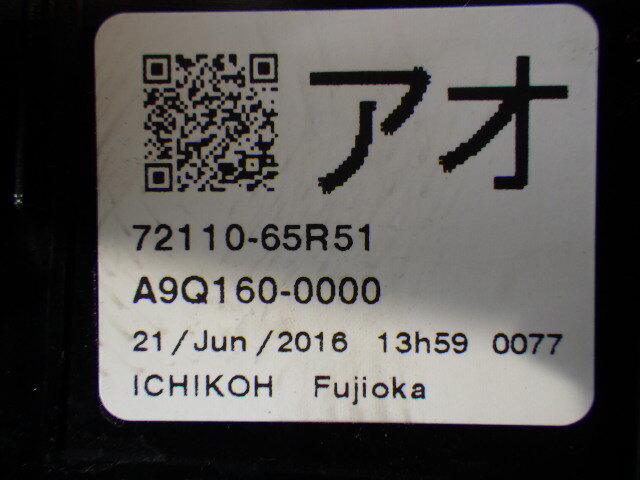 アオ
72110-65R51
A9Q160-0000
21/Jun/2016 13h59 0077
ICHIKOH Fujioka